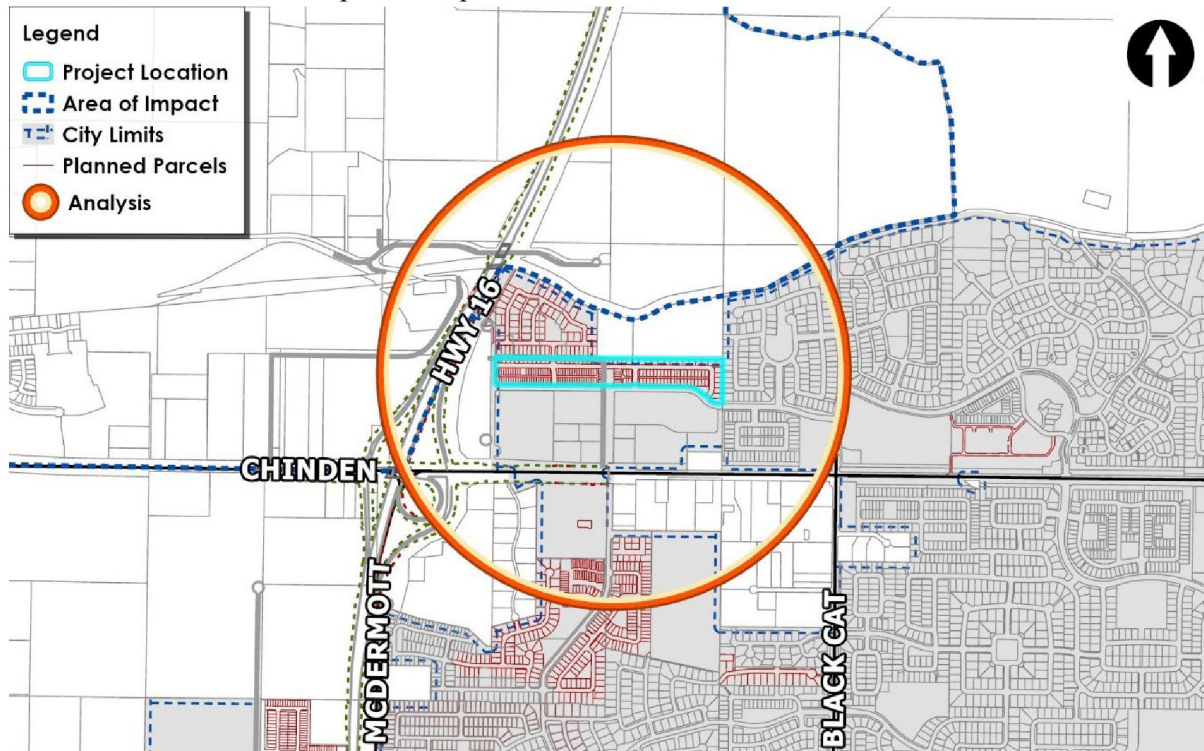 Legend
Project Location
Area of Impact
City Limits
Planned Parcels
Analysis
HWY 16
CHINDEN
MCDERMOTT
BLACK CAT